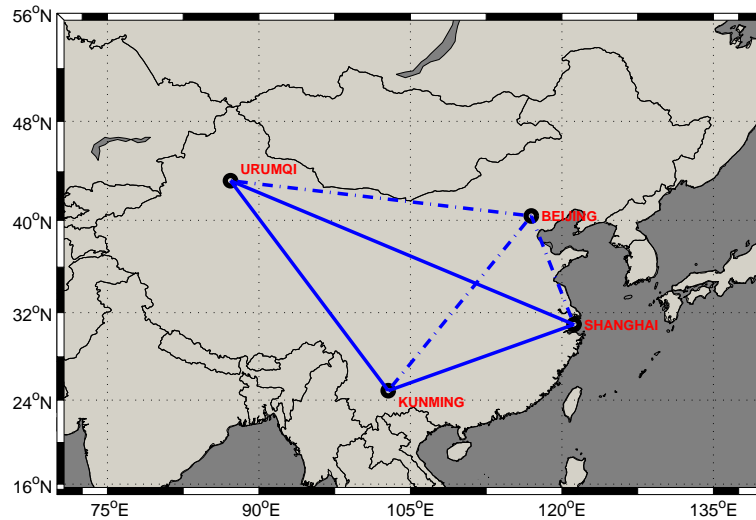 56°N
48°N
40°N
32°N
24°N
16°N
URUMQI
BEIJING
SHANGHAI
KUNMING
75°E
90°E
105°E
120°E
135°E